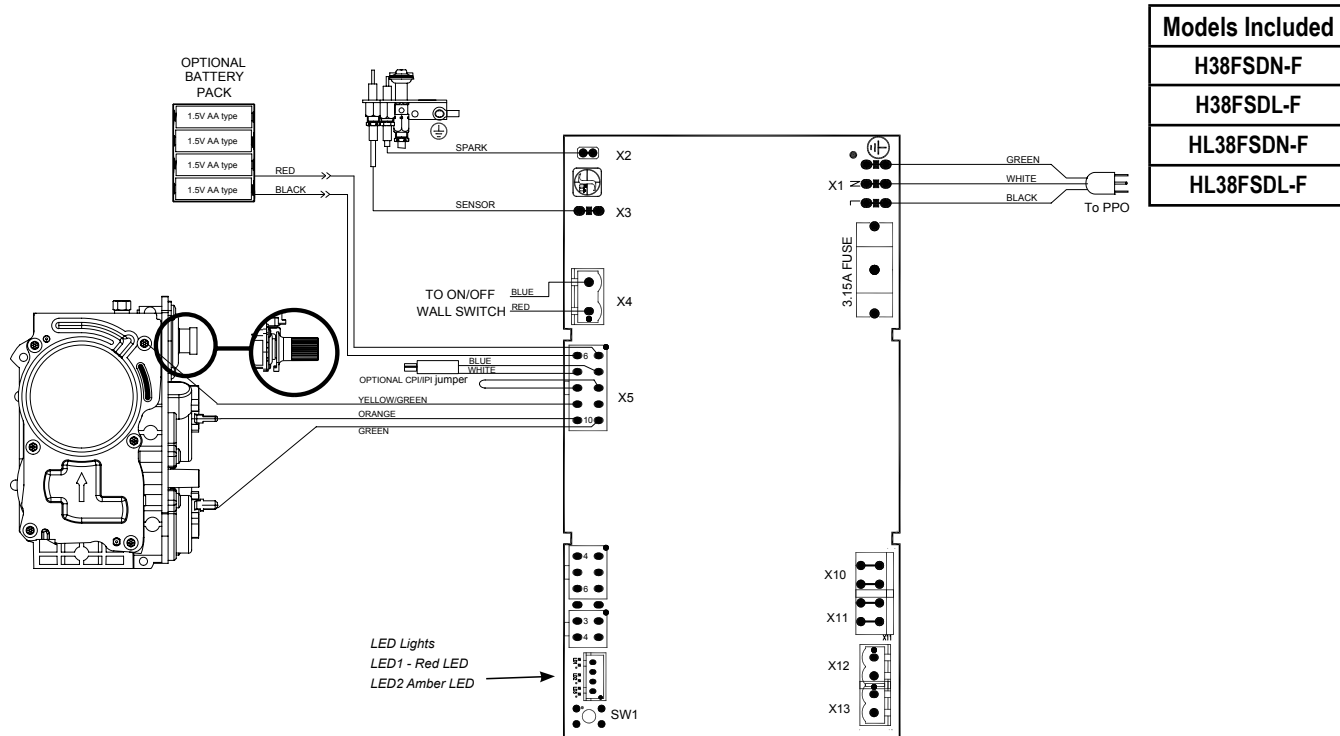 Models Included
H38FSDN-F
H38FSDL-F
HL38FSDN-F
HL38FSDL-F
OPTIONAL
BATTERY
PACK
1.5V AA type
1.5V AA type
1.5V AA type
1.5V AA type
RED
BLACK
SPARK
SENSOR
X2
X3
TO ON/OFF
WALL SWITCH
BLUE
RED
X4
6
BLUE
WHITE
OPTIONAL CPI/IPI jumper
YELLOW/GREEN
ORANGE
GREEN
10
X5
X1
N
L
GREEN
WHITE
BLACK
To PPO
3.15A FUSE
4
6
3
4
LED Lights
LED1 - Red LED
LED2 Amber LED
SW1
X10
X11
X11
X12
X13